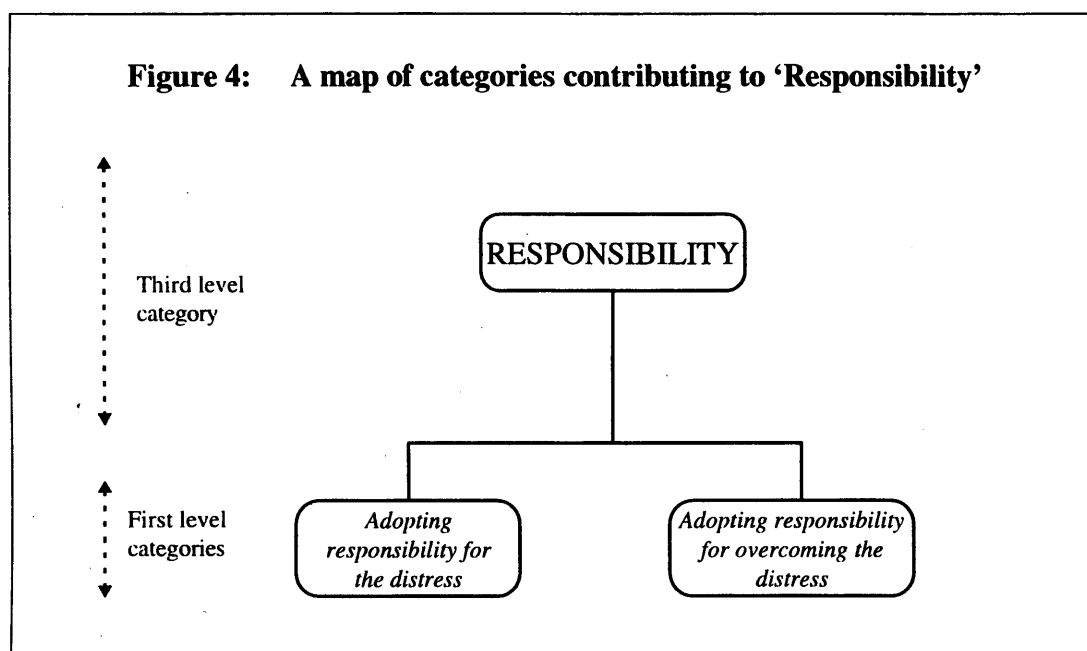 Figure 4: A map of categories contributing to ‘Responsibility’
RESPONSIBILITY
Third level
category
First level
categories
Adopting
responsibility for
the distress
Adopting responsibility
for overcoming the
distress